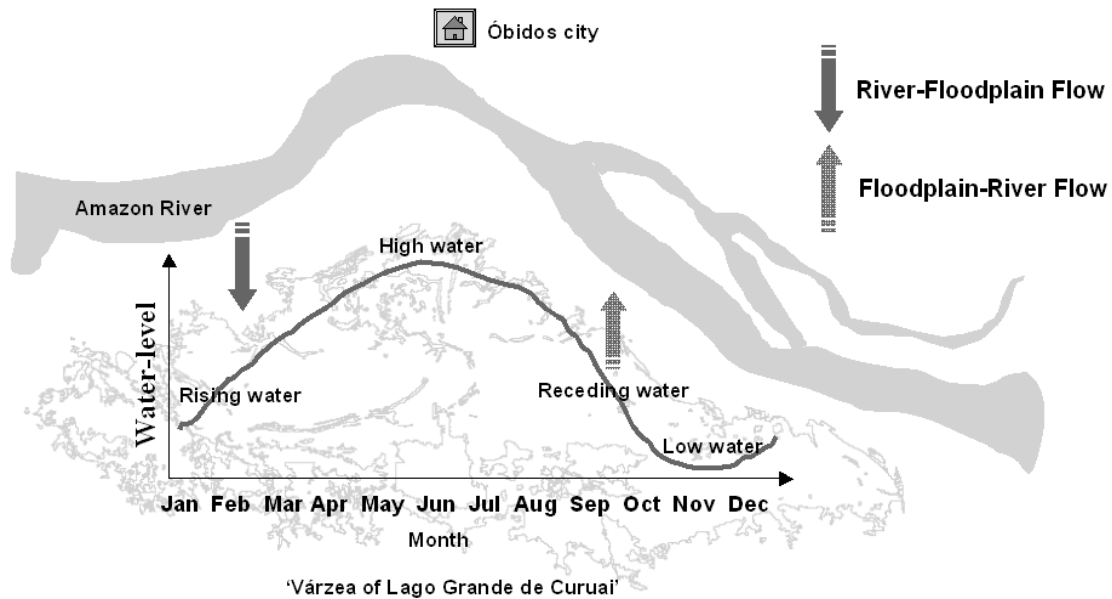 Óbidos city
River-Floodplain Flow
Floodplain-River Flow
Amazon River
High water
Water-level
Rising water
Receding water
Low water
Jan Feb Mar Apr May Jun Jul Aug Sep Oct Nov Dec
Month
‘Várzea of Lago Grande de Curuai’